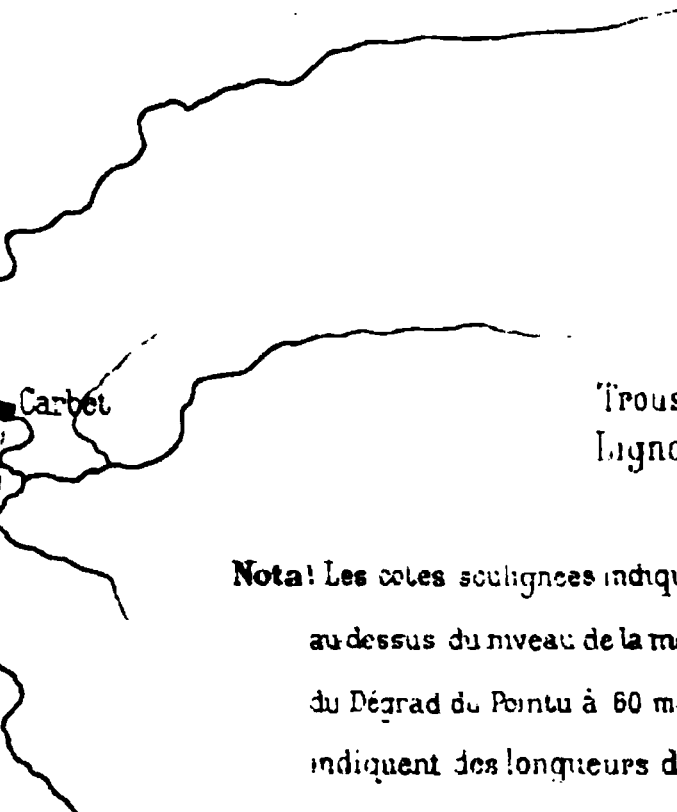 Carbet
Trous
Ligno
Nota! Les cotes soulignees indiqu
au dessus du niveau de la m
du Dégrad du Pointu à 60 m
indiquent des longueurs d